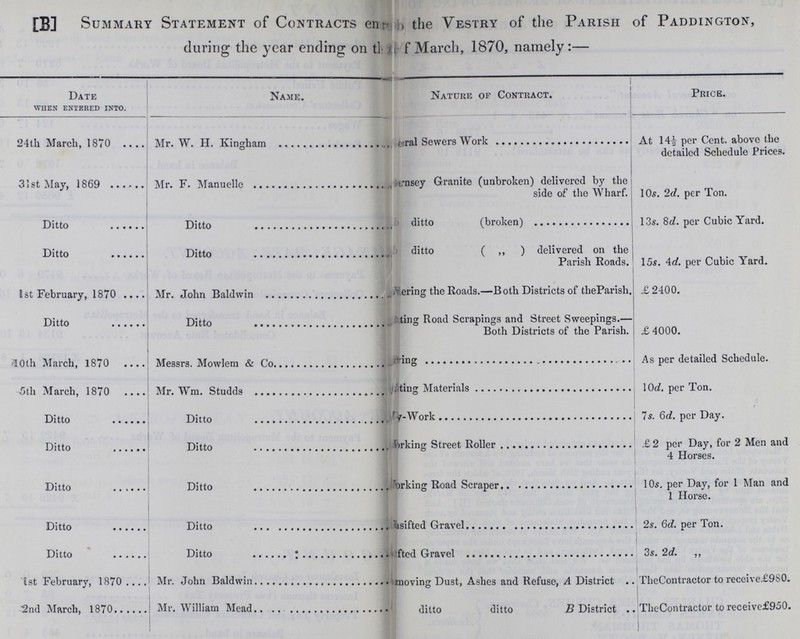 [B] SUMMARY STATEMENT of CONTRACTS en the VESTRY of the PARISH of PADDINGTON,
during the year ending on f March, 1870, namely:—
DATE WHEN ENTERED INTO. NAME. NATURE OF CONTRACT. PRICE.
24th March, 1870 .... Mr. W. H. Kingham .................... eral Sewers Work .................... At 14½ per Cent. above the
detailed Schedule Prices.
31st May, 1869 ...... Mr. F. Manuelle .................... ernsey Granite (unbroken) delivered by the
side of the Wharf. 10s. 2d. per Ton.
Ditto ...... Ditto .................... ditto (broken) .................... 13s. 8d. per Cubic Yard.
Ditto ...... Ditto .................... ditto ( ,, ) delivered on the
Parish Roads. 15s. 4d. per Cubic Yard.
1st February, 1870 .... Mr. John Baldwin .................... ering the Roads.—Both Districts of theParish. £2400.
Ditto ...... Ditto .................... ting Road Scrapings and Street Sweepings.—
Both Districts of the Parish. £4000.
10th March, 1870 .... Messrs. Mowlem & Co. .................... ing .................... As per detailed Schedule.
5th March, 1870 .... Mr. Wm. Studds .................... ting Materials .................... 10d. per Ton.
Ditto ...... Ditto .................... y-Work .................... 7s. 6d. per Day.
Ditto ...... Ditto .................... orking Street Roller .................... £2 per Day, for 2 Men and
4 Horses.
Ditto ...... Ditto .................... orking Road Scraper .................... 10s. per Day, for 1 Man and
1 Horse.
Ditto ...... Ditto .................... nsifted Gravel .................... 2s. 6d. per Ton.
Ditto ...... Ditto .................... fted Gravel .................... 3s. 2d. ,,
1st February, 1870 .... Mr. John Baldwin .................... moving Dust, Ashes and Refuse, A District .. TheContractor to receive £980.
2nd March, 1870 ...... Mr. William Mead .................... ditto ditto B District .. TheContractor to receive £950.